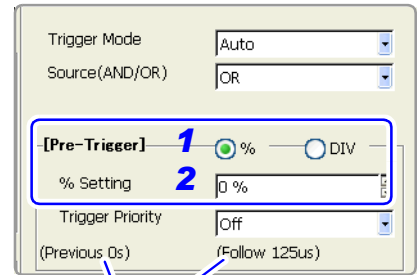 Trigger Mode Auto
Source(AND/OR) OR
[Pre-Trigger] 1 % DIV
% Setting 2 0 %
Trigger Priority Off
(Previous 0s) (Follow 125us)